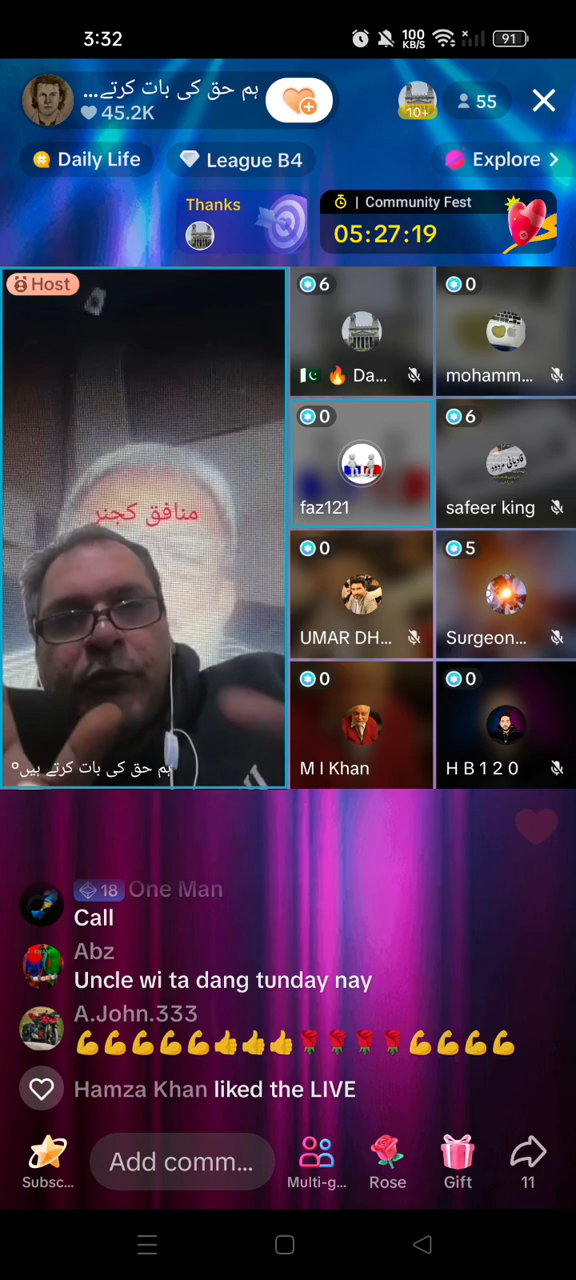 3:32
100
KB/S
91
ہم حق کی بات کرتے...
45.2K
10+
55
Daily Life
League B4
Explore
Thanks
Community Fest
05:27:19
Host
6
Da...
0
mohamm...
منافق کجنر
0
faz121
6
قادیانی مردود
safeer king
0
UMAR DH...
5
Surgeon...
0
M I Khan
0
H B 1 2 0
ہم حق کی بات کرتے ہیںº
18 One Man
Call
Abz
Uncle wi ta dang tunday nay
A.John.333
💪💪💪💪💪👍👍👍🌹🌹🌹🌹💪💪💪💪
Hamza Khan liked the LIVE
Subsc...
Add comm...
Multi-g...
Rose
Gift
11